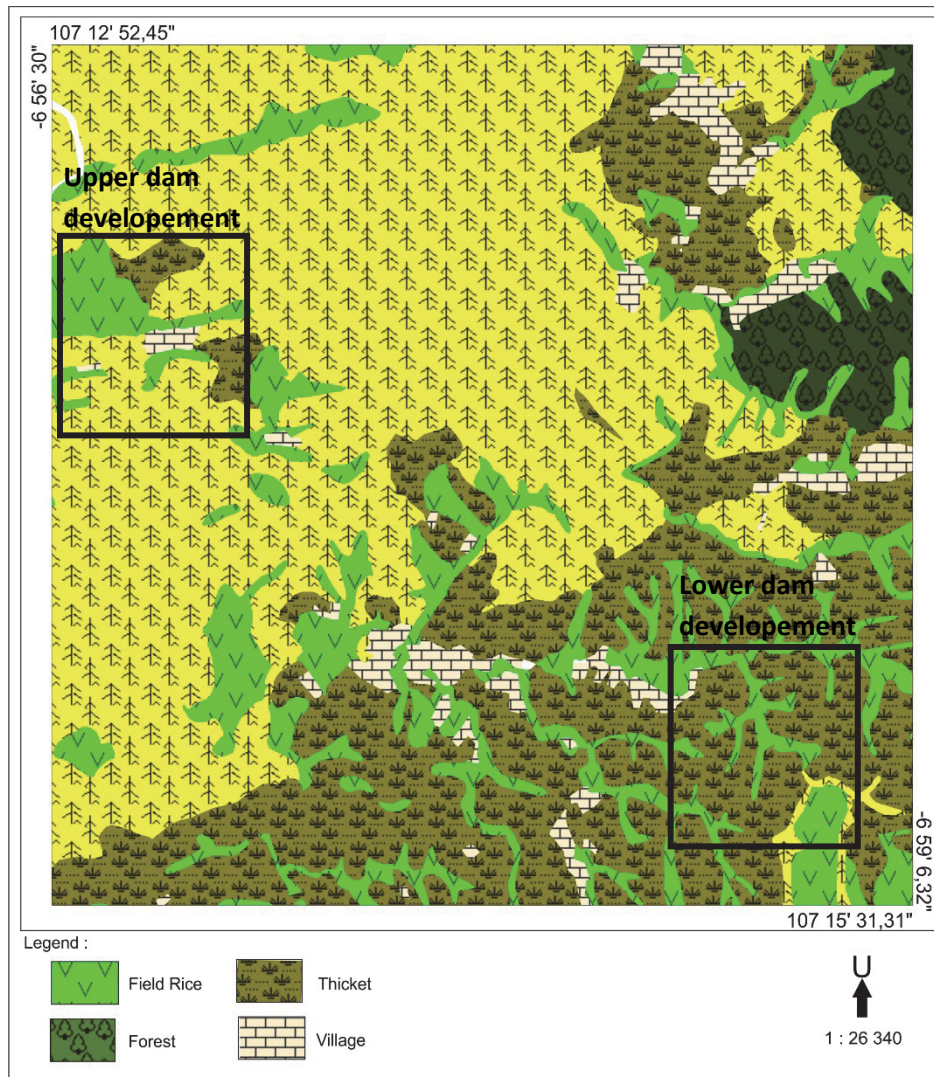 107 12' 52,45"
-6 56' 30"
Upper dam
developement
Lower dam
developement
-6 59' 6,32"
107 15' 31,31"
Legend :
Field Rice
Thicket
Forest
Village
U
1 : 26 340